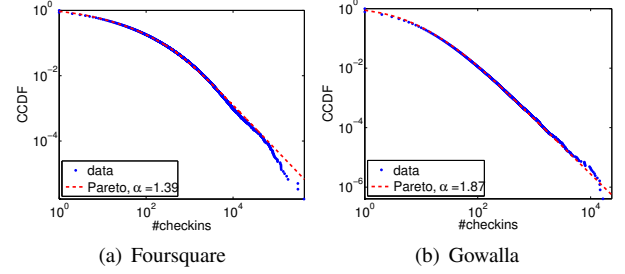 10^0
10^-2
10^-4
CCDF
data
Pareto, α =1.39
10^0
10^2
10^4
#checkins
(a) Foursquare
10^0
10^-2
10^-4
10^-6
CCDF
data
Pareto, α =1.87
10^0
10^2
10^4
#checkins
(b) Gowalla